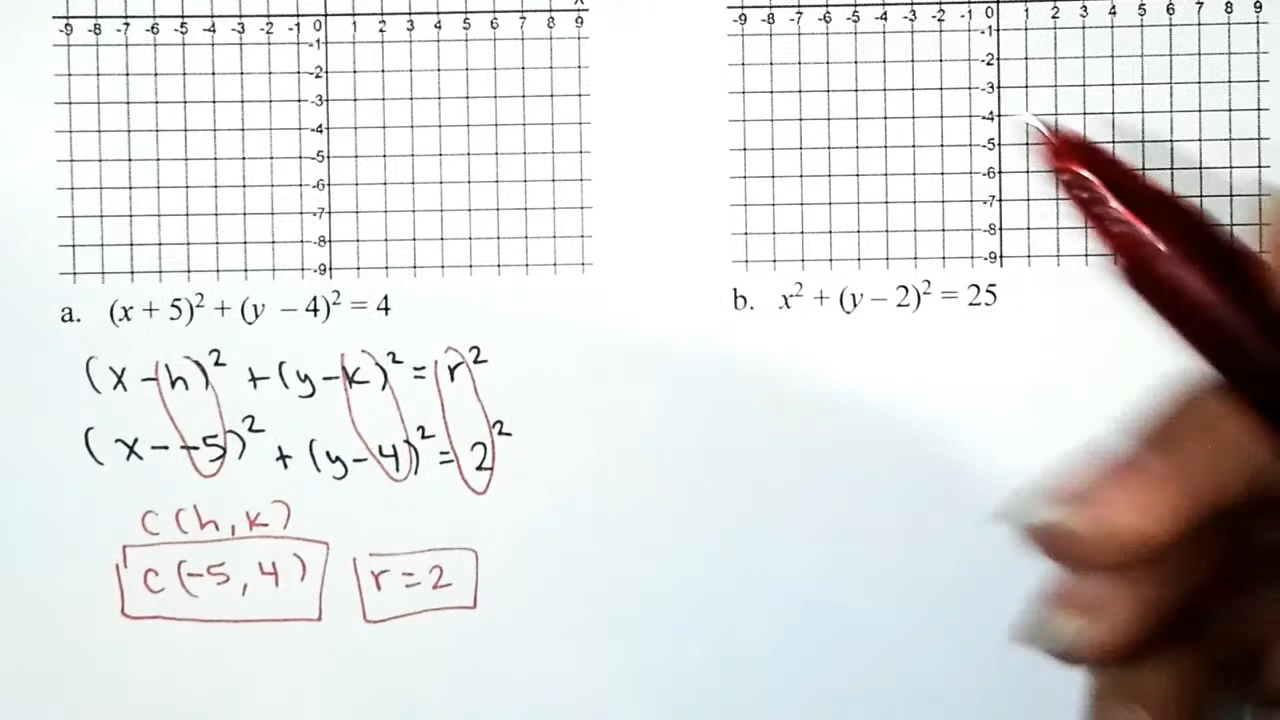 -9 -8 -7 -6 -5 -4 -3 -2 -1 0 1 2 3 4 5 6 7 8 9
-1
-2
-3
-4
-5
-6
-7
-8
-9
a. (x + 5)² + (y – 4)² = 4
(x-h)² + (y-k)² = r²
(x--5)² + (y-4)² = 2²
C (h, k)
C (-5, 4) r=2
-9 -8 -7 -6 -5 -4 -3 -2 -1 0 1 2 3 4 5 6 7 8 9
-1
-2
-3
-4
-5
-6
-7
-8
-9
b. x² + (y – 2)² = 25